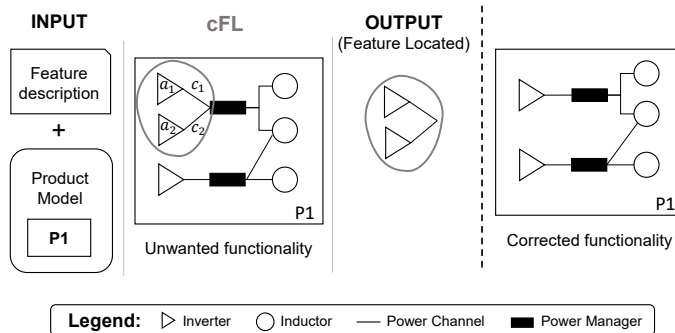 INPUT
Feature
description
+
Product
Model
P1
cFL
a₁ c₁
a₂ c₂
P1
Unwanted functionality
OUTPUT
(Feature Located)
P1
Corrected functionality
Legend: Inverter Inductor Power Channel Power Manager